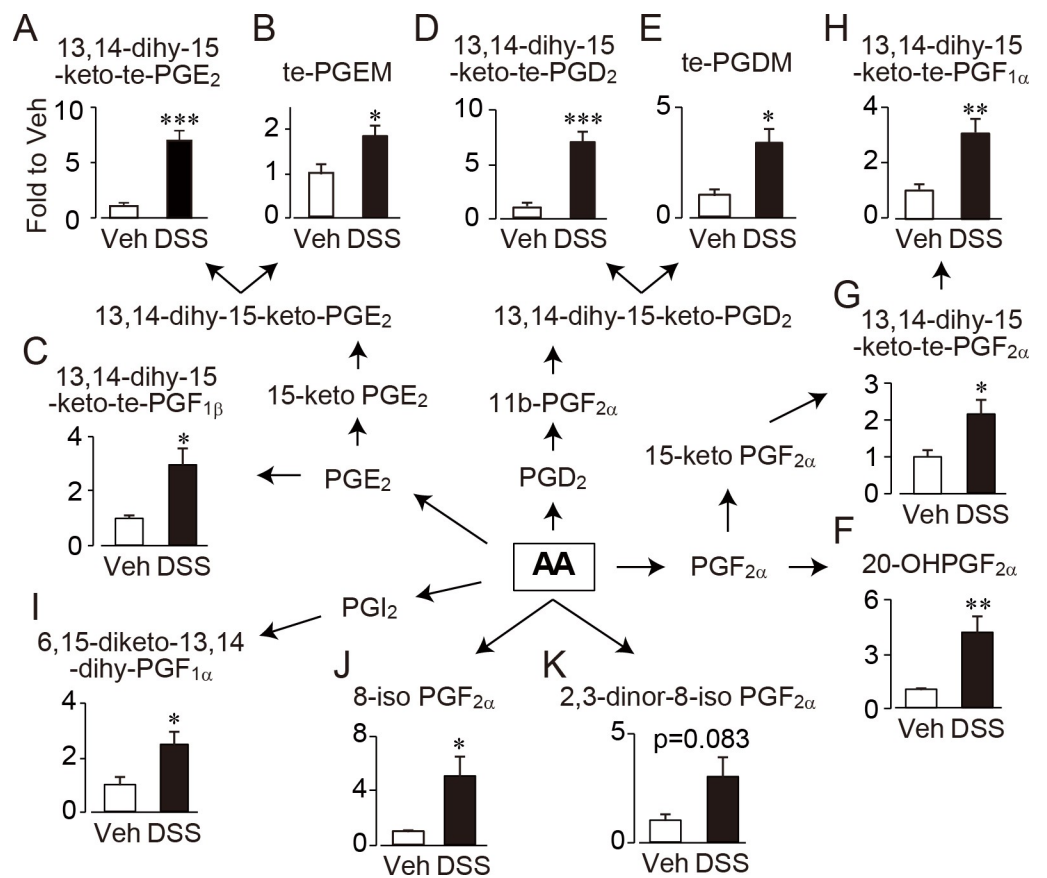 A
13,14-dihy-15
-keto-te-PGE2
Fold to Veh
10
5
0
***
Veh DSS
B
te-PGEM
2
1
0
*
Veh DSS
D
13,14-dihy-15
-keto-te-PGD2
10
5
0
***
Veh DSS
E
te-PGDM
5
0
*
Veh DSS
H
13,14-dihy-15
-keto-te-PGF1α
4
2
0
**
Veh DSS
13,14-dihy-15-keto-PGE2
13,14-dihy-15-keto-PGD2
G
13,14-dihy-15
-keto-te-PGF2α
3
2
1
0
*
Veh DSS
C
13,14-dihy-15
-keto-te-PGF1β
4
2
0
*
Veh DSS
15-keto PGE2
11b-PGF2α
15-keto PGF2α
PGE2
PGD2
AA
PGF2α
F
20-OHPGF2α
6
3
0
**
Veh DSS
PGI2
I
6,15-diketo-13,14
-dihy-PGF1α
4
2
0
*
Veh DSS
J
8-iso PGF2α
8
4
0
*
Veh DSS
K
2,3-dinor-8-iso PGF2α
5
0
p=0.083
Veh DSS